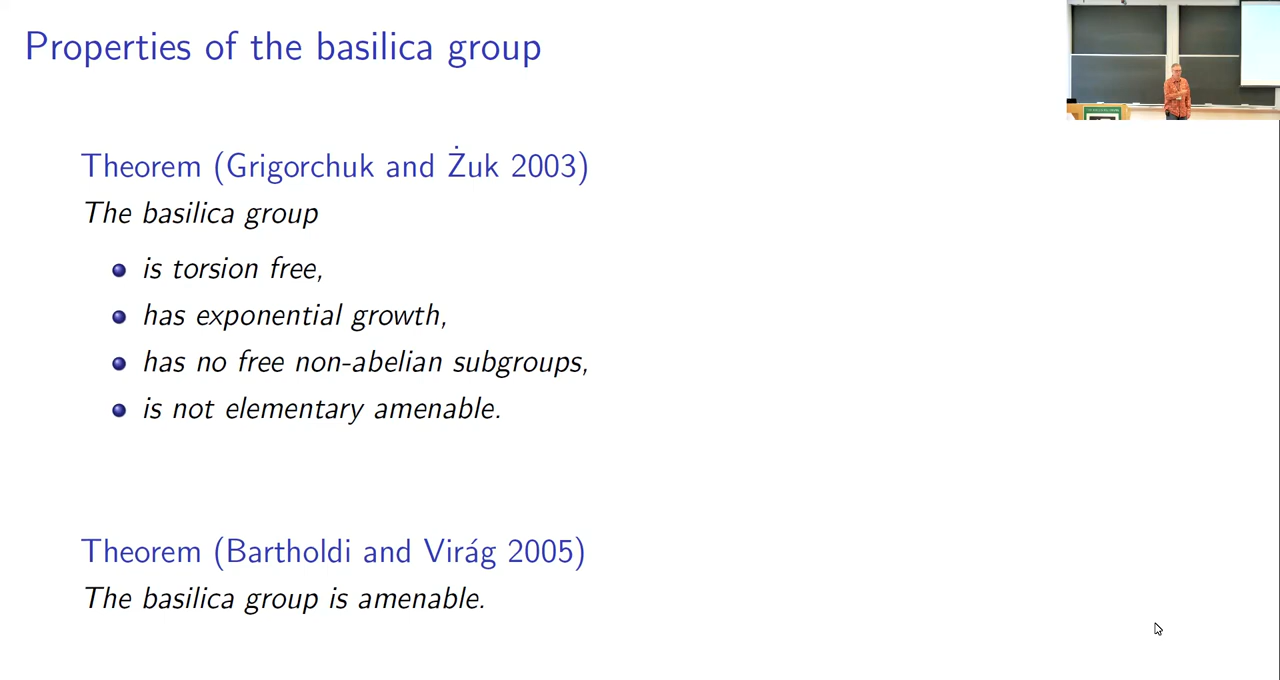 Properties of the basilica group
Theorem (Grigorchuk and Żuk 2003)
The basilica group
is torsion free,
has exponential growth,
has no free non-abelian subgroups,
is not elementary amenable.
Theorem (Bartholdi and Virág 2005)
The basilica group is amenable.